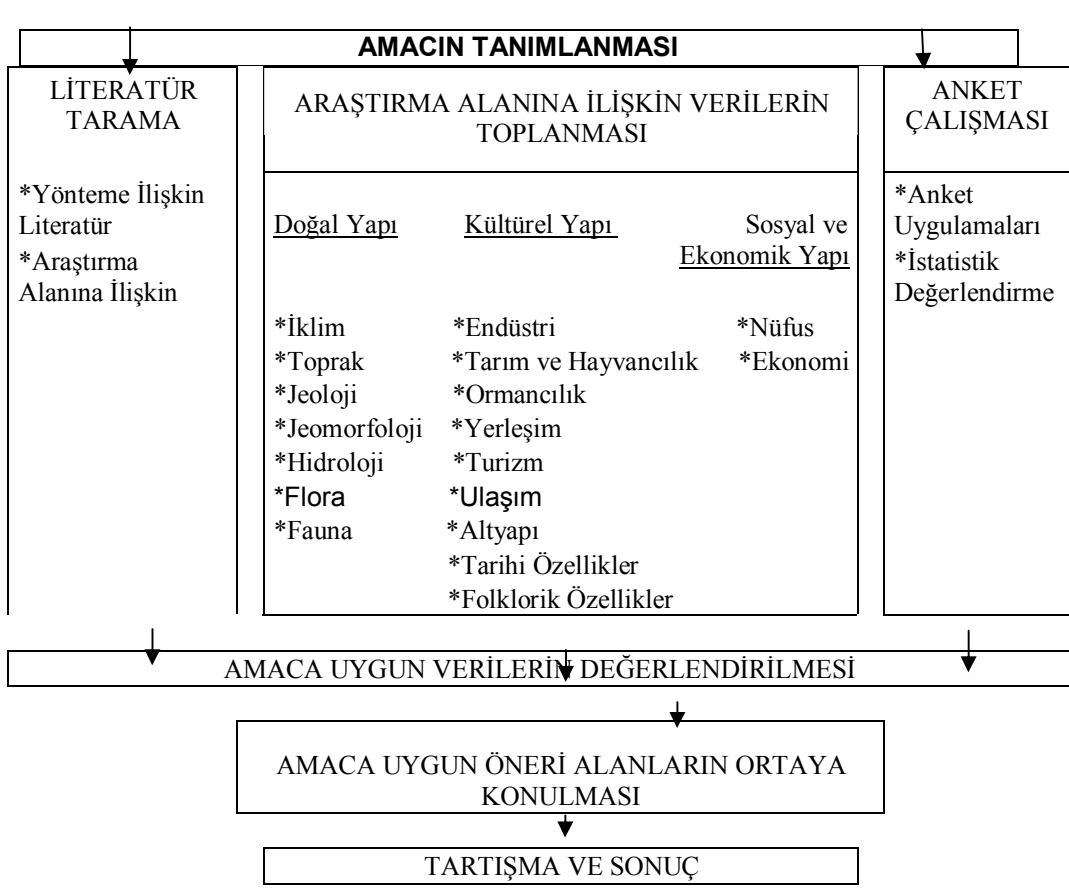 AMACIN TANIMLANMASI
LİTERATÜR
TARAMA
*Yönteme İlişkin
Literatür
*Araştırma
Alanına İlişkin
ARAŞTIRMA ALANINA İLİŞKİN VERİLERİN
TOPLANMASI
Doğal Yapı
*İklim
*Toprak
*Jeoloji
*Jeomorfoloji
*Hidroloji
*Flora
*Fauna
Kültürel Yapı
*Endüstri
*Tarım ve Hayvancılık
*Ormancılık
*Yerleşim
*Turizm
*Ulaşım
*Altyapı
*Tarihi Özellikler
*Folklorik Özellikler
Sosyal ve
Ekonomik Yapı
*Nüfus
*Ekonomi
ANKET
ÇALIŞMASI
*Anket
Uygulamaları
*İstatistik
Değerlendirme
AMACA UYGUN VERİLERİN DEĞERLENDİRİLMESİ
AMACA UYGUN ÖNERİ ALANLARIN ORTAYA
KONULMASI
TARTIŞMA VE SONUÇ